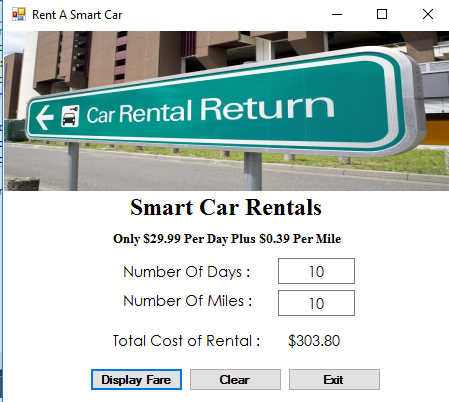 Rent A Smart Car
Car Rental Return
Smart Car Rentals
Only $29.99 Per Day Plus $0.39 Per Mile
Number Of Days : 10
Number Of Miles : 10
Total Cost of Rental : $303.80
Display Fare Clear Exit